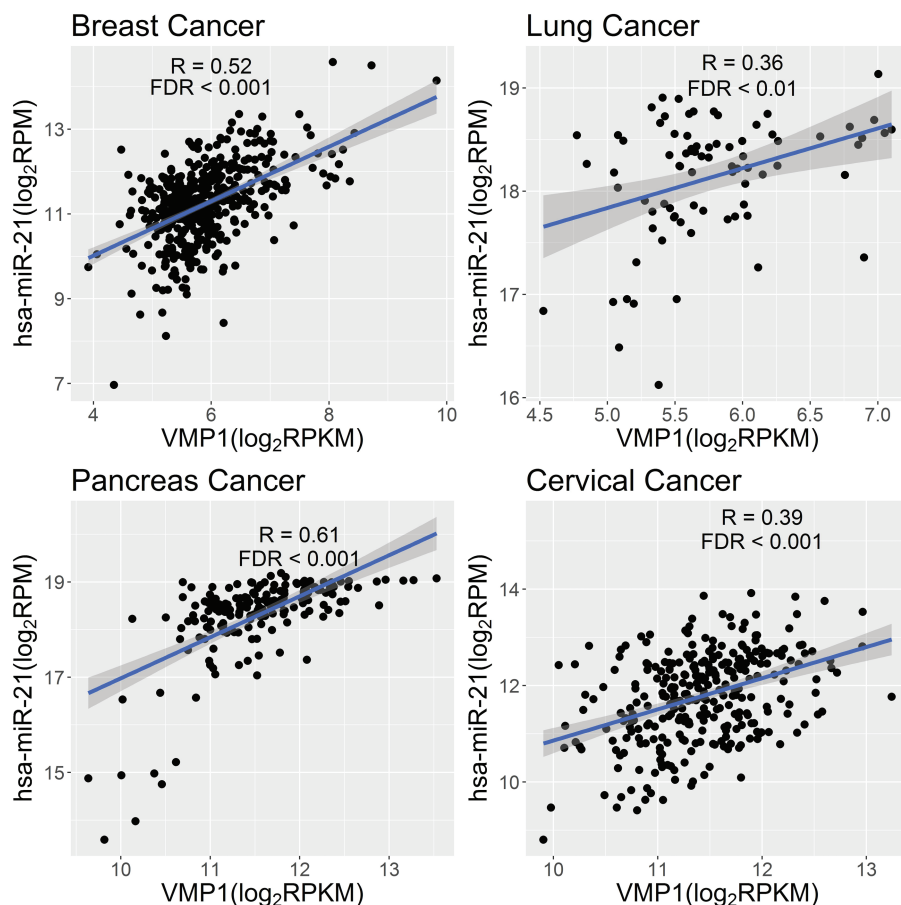 Breast Cancer
R = 0.52
FDR < 0.001
hsa-miR-21(log₂RPM)
13
11
9
7
4 6 8 10
VMP1(log₂RPKM)
Lung Cancer
R = 0.36
FDR < 0.01
hsa-miR-21(log₂RPM)
19
18
17
16
4.5 5.0 5.5 6.0 6.5 7.0
VMP1(log₂RPKM)
Pancreas Cancer
R = 0.61
FDR < 0.001
hsa-miR-21(log₂RPM)
19
17
15
10 11 12 13
VMP1(log₂RPKM)
Cervical Cancer
R = 0.39
FDR < 0.001
hsa-miR-21(log₂RPM)
14
12
10
10 11 12 13
VMP1(log₂RPKM)